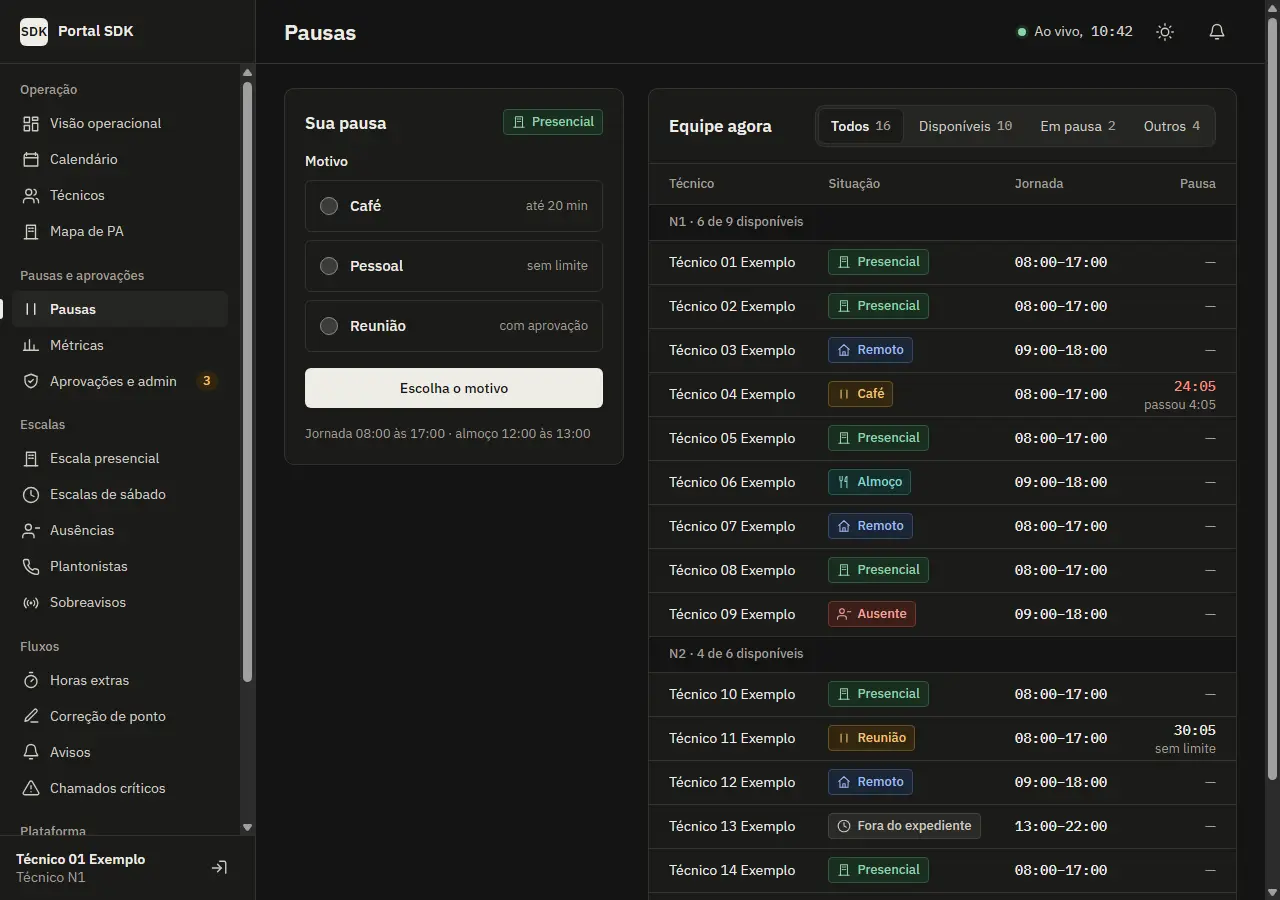 SDK Portal SDK
Operação
Visão operacional
Calendário
Técnicos
Mapa de PA
Pausas e aprovações
Pausas
Métricas
Aprovações e admin 3
Escalas
Escala presencial
Escalas de sábado
Ausências
Plantonistas
Sobreavisos
Fluxos
Horas extras
Correção de ponto
Avisos
Chamados críticos
Plataforma
Técnico 01 Exemplo
Técnico N1
Pausas
Ao vivo, 10:42
Sua pausa Presencial
Motivo
Café até 20 min
Pessoal sem limite
Reunião com aprovação
Escolha o motivo
Jornada 08:00 às 17:00 · almoço 12:00 às 13:00
Equipe agora Todos 16 Disponíveis 10 Em pausa 2 Outros 4
Técnico Situação Jornada Pausa
N1 · 6 de 9 disponíveis
Técnico 01 Exemplo Presencial 08:00–17:00 —
Técnico 02 Exemplo Presencial 08:00–17:00 —
Técnico 03 Exemplo Remoto 09:00–18:00 —
Técnico 04 Exemplo Café 08:00–17:00 24:05
passou 4:05
Técnico 05 Exemplo Presencial 08:00–17:00 —
Técnico 06 Exemplo Almoço 09:00–18:00 —
Técnico 07 Exemplo Remoto 08:00–17:00 —
Técnico 08 Exemplo Presencial 08:00–17:00 —
Técnico 09 Exemplo Ausente 09:00–18:00 —
N2 · 4 de 6 disponíveis
Técnico 10 Exemplo Presencial 08:00–17:00 —
Técnico 11 Exemplo Reunião 08:00–17:00 30:05
sem limite
Técnico 12 Exemplo Remoto 09:00–18:00 —
Técnico 13 Exemplo Fora do expediente 13:00–22:00 —
Técnico 14 Exemplo Presencial 08:00–17:00 —